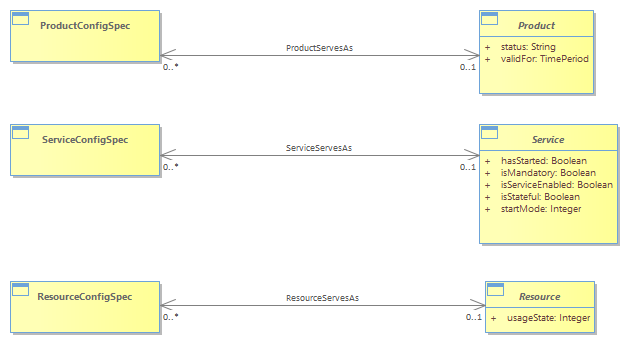 ProductConfigSpec
ProductServesAs
0..*
0..1
Product
+ status: String
+ validFor: TimePeriod
ServiceConfigSpec
ServiceServesAs
0..*
0..1
Service
+ hasStarted: Boolean
+ isMandatory: Boolean
+ isServiceEnabled: Boolean
+ isStateful: Boolean
+ startMode: Integer
ResourceConfigSpec
ResourceServesAs
0..*
0..1
Resource
+ usageState: Integer